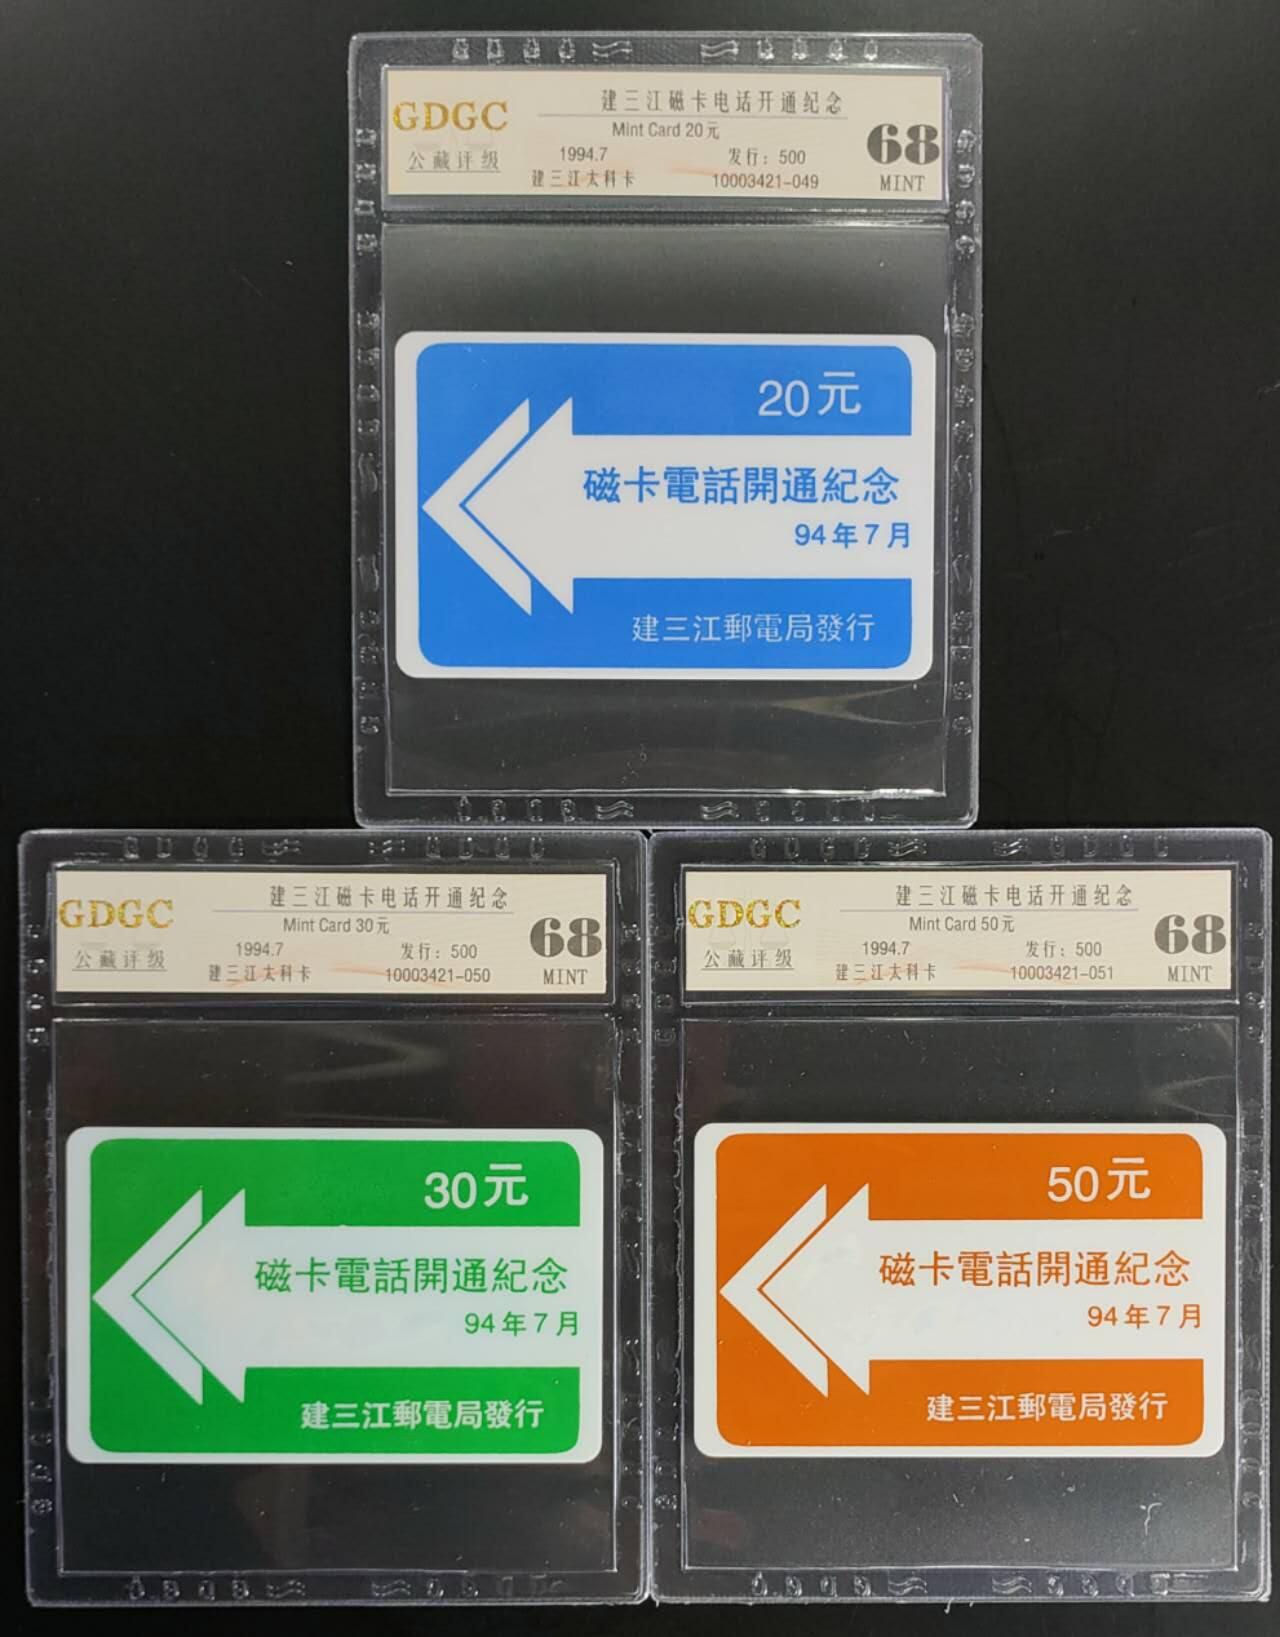 建三江磁卡电话开通纪念
GDGC
Mint Card 20元
68
公藏评级
1994.7
发行：500
建三江太科卡
10003421-049
MINT
20元
磁卡電話開通紀念
94年7月
建三江郵電局發行
建三江磁卡电话开通纪念
GDGC
Mint Card 30元
68
公藏评级
1994.7
发行：500
建三江太科卡
10003421-050
MINT
30元
磁卡電話開通紀念
94年7月
建三江郵電局發行
建三江磁卡电话开通纪念
GDGC
Mint Card 50元
68
公藏评级
1994.7
发行：500
建三江太科卡
10003421-051
MINT
50元
磁卡電話開通紀念
94年7月
建三江郵電局發行